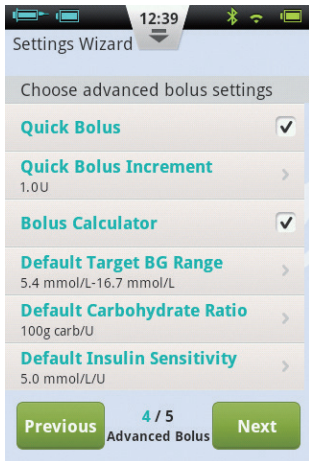 12:39
Settings Wizard
Choose advanced bolus settings
Quick Bolus
Quick Bolus Increment
1.0U
Bolus Calculator
Default Target BG Range
5.4 mmol/L-16.7 mmol/L
Default Carbohydrate Ratio
100g carb/U
Default Insulin Sensitivity
5.0 mmol/L/U
Previous
4 / 5
Advanced Bolus
Next